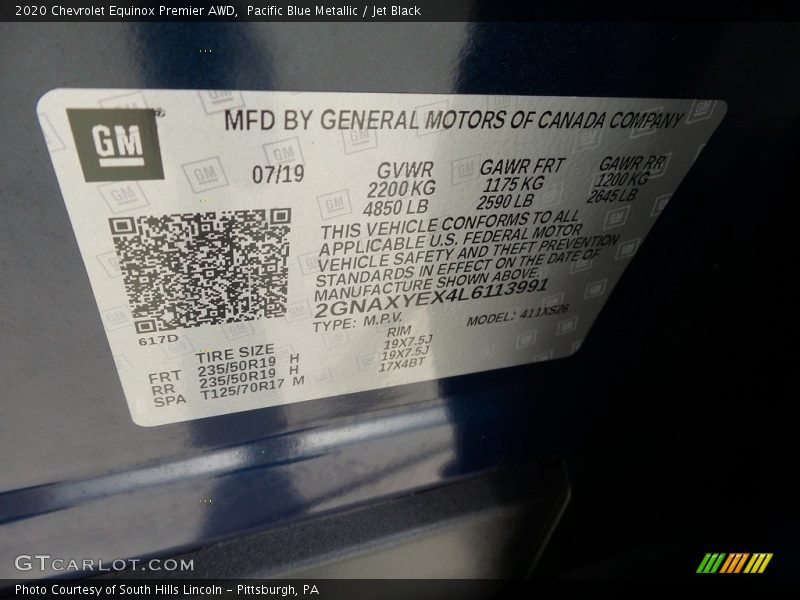 2020 Chevrolet Equinox Premier AWD, Pacific Blue Metallic / Jet Black
GM
MFD BY GENERAL MOTORS OF CANADA COMPANY
07/19
GVWR GAWR FRT GAWR RR
2200 KG 1175 KG 1200 KG
4850 LB 2590 LB 2645 LB
THIS VEHICLE CONFORMS TO ALL
APPLICABLE U.S. FEDERAL MOTOR
VEHICLE SAFETY AND THEFT PREVENTION
STANDARDS IN EFFECT ON THE DATE OF
MANUFACTURE SHOWN ABOVE.
2GNAXYEX4L6113991
TYPE: M.P.V. MODEL: 411XS26
617D
TIRE SIZE RIM
FRT 235/50R19 H 19X7.5J
RR 235/50R19 H 19X7.5J
SPA T125/70R17 M 17X4BT
GTCARLOT.COM
Photo Courtesy of South Hills Lincoln - Pittsburgh, PA